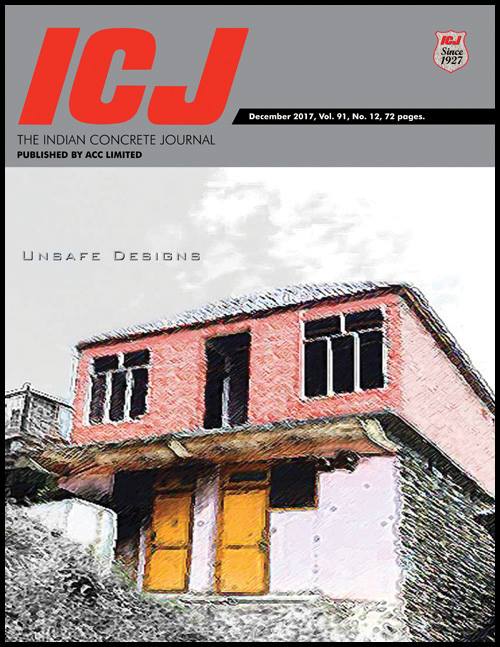 ICJ
ICJ
Since
1927
December 2017, Vol. 91, No. 12, 72 pages.
THE INDIAN CONCRETE JOURNAL
PUBLISHED BY ACC LIMITED
UNSAFE DESIGNS